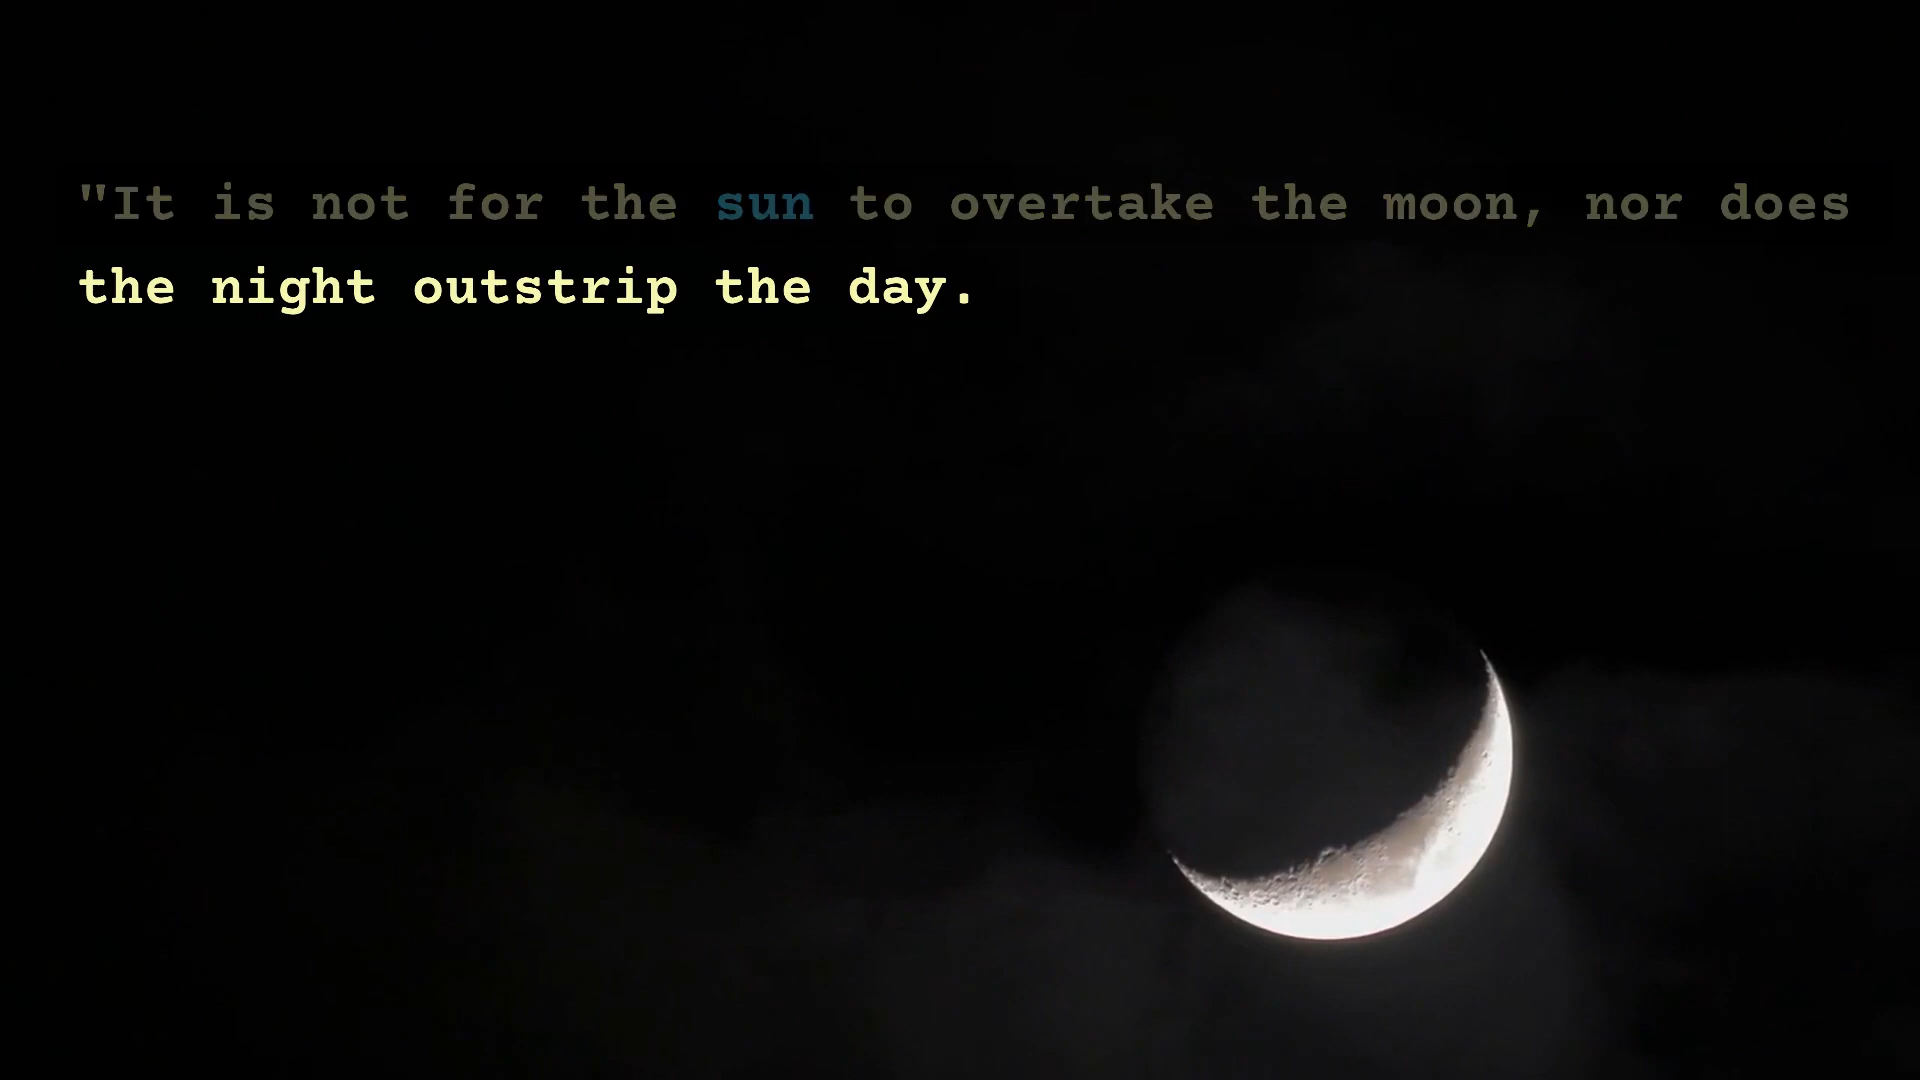 "It is not for the sun to overtake the moon, nor does
the night outstrip the day.